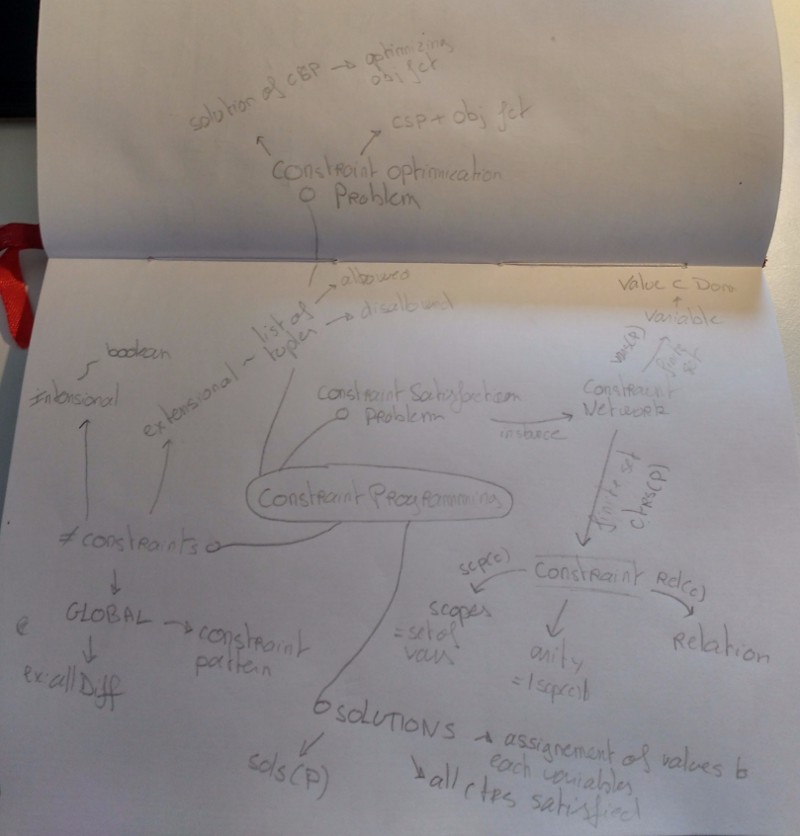 solution of CSP → optimizing
obj fct
CSP + Obj fct
Constraint Optimication
Problem
allowed
list of
tuples
disallowed
extensional
boolean
Intensional
Constraint Satisfaction
Problem
instance
Constraint
Network
vars(P)
finite set
Variable
Value ⊂ Dom
Constraint Programming
≠ constraints
GLOBAL → constraint
pattern
ex: allDiff
finite set
Ctrs(P)
Constraint
scp(c)
scopes
= set of
vars
arity
= |scp(c)|
Rel(c)
Relation
SOLUTIONS → assignement of values to
each variables
all ctrs satisfied
sols(P)